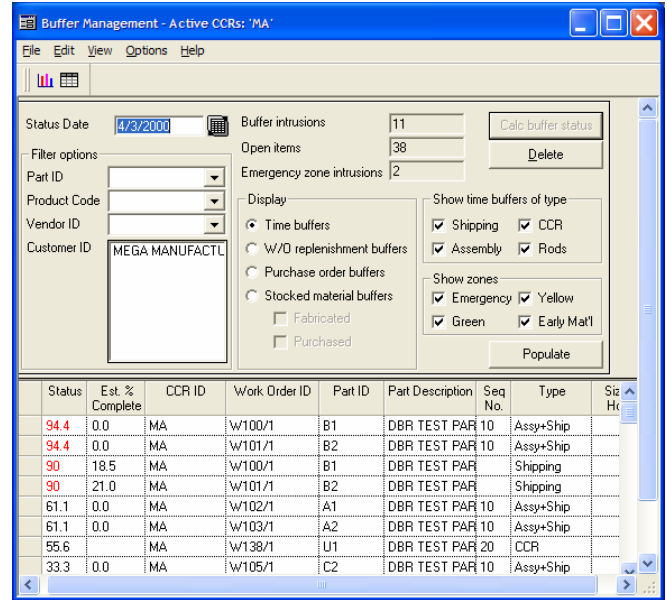 Buffer Management - Active CCRs: 'MA'
File Edit View Options Help
Status Date 4/3/2000
Buffer intrusions 11
Calc buffer status
Open items 38
Delete
Emergency zone intrusions 2
Filter options
Part ID
Product Code
Vendor ID
Customer ID
MEGA MANUFACTU
Display
Time buffers
W/O replenishment buffers
Purchase order buffers
Stocked material buffers
Fabricated
Purchased
Show time buffers of type
Shipping CCR
Assembly Rods
Show zones
Emergency Yellow
Green Early Mat'l
Populate
Status Est. % CCR ID Work Order ID Part ID Part Description Seq Type Siz
Complete No. Ho
94.4 0.0 MA W100/1 B1 DBR TEST PAR 10 Assy+Ship
94.4 0.0 MA W101/1 B2 DBR TEST PAR 10 Assy+Ship
90 18.5 MA W100/1 B1 DBR TEST PAR Shipping
90 21.0 MA W101/1 B2 DBR TEST PAR Shipping
61.1 0.0 MA W102/1 A1 DBR TEST PAR 10 Assy+Ship
61.1 0.0 MA W103/1 A2 DBR TEST PAR 10 Assy+Ship
55.6 MA W138/1 U1 DBR TEST PAR 20 CCR
33.3 0.0 MA W105/1 C2 DBR TEST PAR 10 Assy+Ship